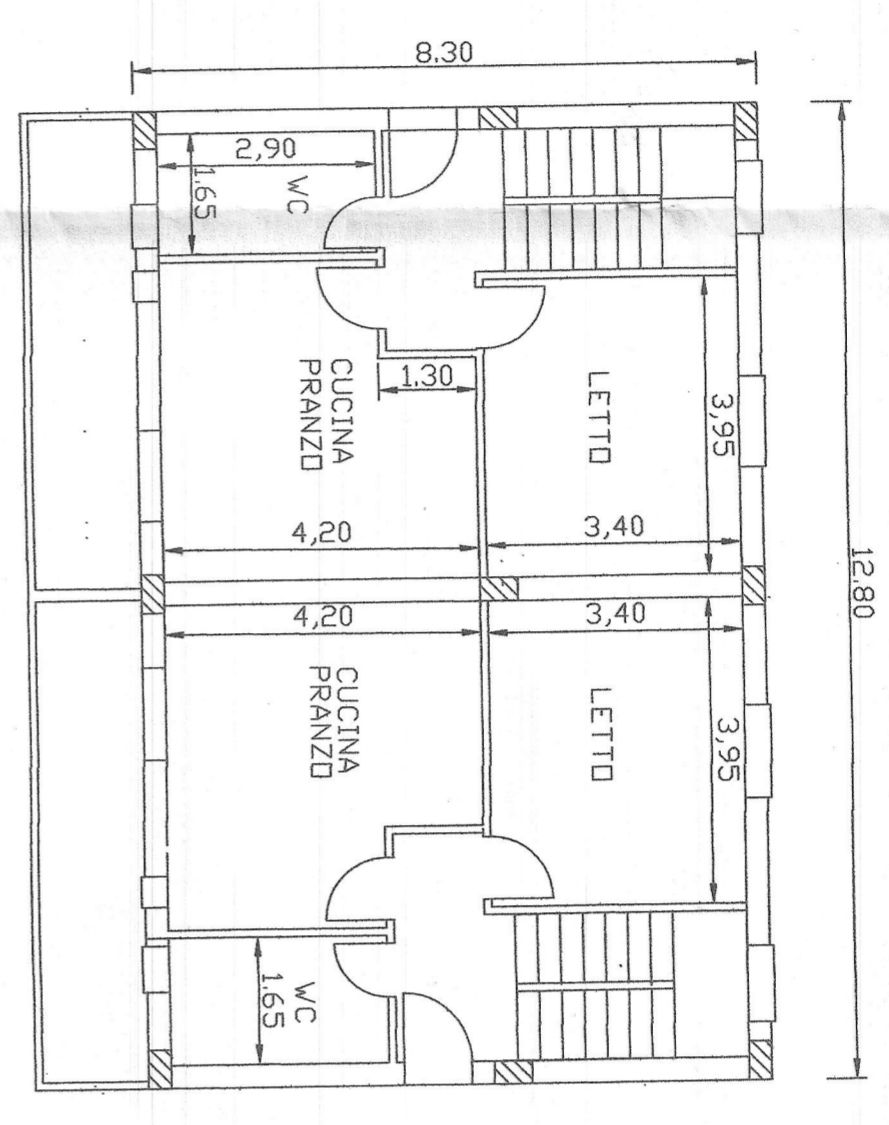 8.30
2,90
1.65
WC
1.30
CUCINA
PRANZO
LETTO
3,95
4,20
3,40
12.80
4,20
3,40
CUCINA
PRANZO
LETTO
3,95
WC
1.65